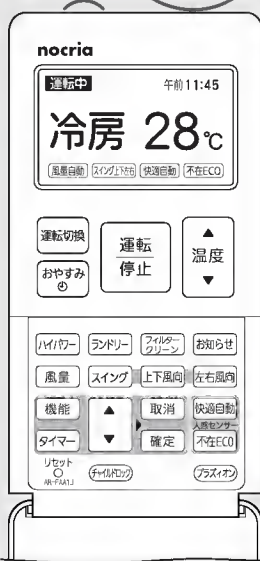 nocria
運転中 午前11:45
冷房 28℃
風量自動 スイング上下左右 快適自動 不在ECO
運転切換
運転
停止
温度
おやすみ
ハイパワー ランドリー フィルター
クリーン お知らせ
風量 スイング 上下風向 左右風向
機能 取消 快適自動
人感センサー
タイマー 確定 不在ECO
リセット
チャイルドロック プラズィオン
AR-FAA1J